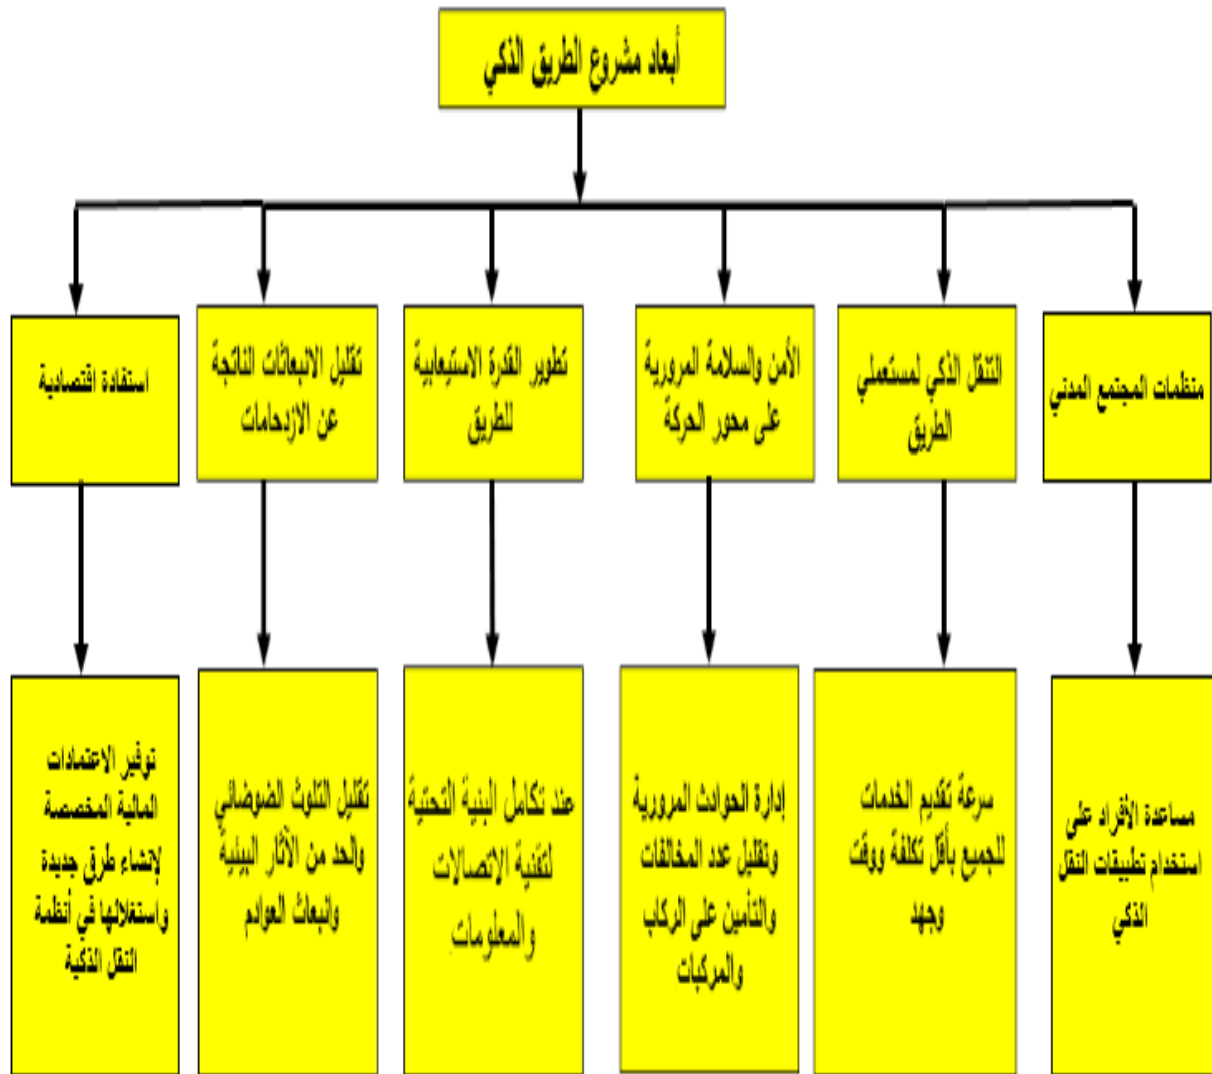 أبعاد مشروع الطريق الذكي
منظمات المجتمع المدني
التنقل الذكي لمستعملي
الطريق
الأمن والسلامة المرورية
على محور الحركة
تطوير القدرة الاستيعابية
للطريق
تقليل الانبعاثات الناتجة
عن الازدحامات
استفادة اقتصادية
مساعدة الأفراد على
استخدام تطبيقات النقل
الذكي
سرعة تقديم الخدمات
للجميع بأقل تكلفة ووقت
وجهد
إدارة الحوادث المرورية
وتقليل عدد المخالفات
والتأمين على الركاب
والمركبات
عند تكامل البنية التحتية
لتقنية الاتصالات
والمعلومات
تقليل التلوث الضوضائي
والحد من الآثار البيئية
وانبعاث العوادم
توفير الاعتمادات
المالية المخصصة
لإنشاء طرق جديدة
واستغلالها في أنظمة
النقل الذكية